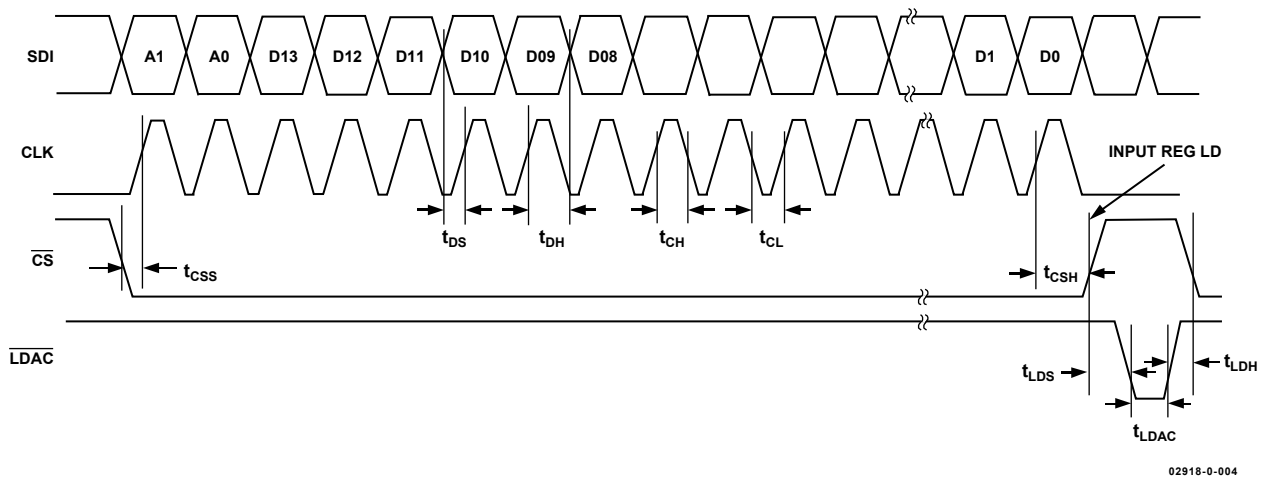 SDI A1 A0 D13 D12 D11 D10 D09 D08 D1 D0
CLK
INPUT REG LD
tDS tDH tCH tCL
CS
tCSS
tCSH
LDAC
tLDS
tLDH
tLDAC
02918-0-004